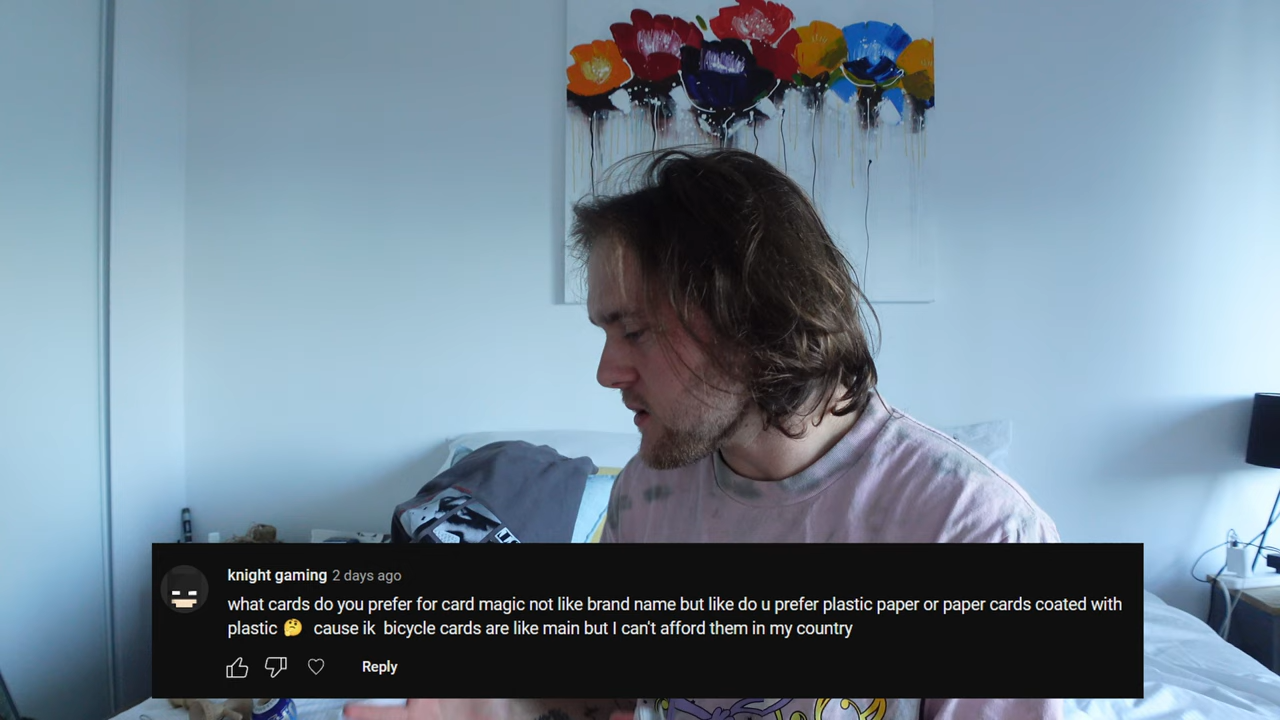 knight gaming 2 days ago
what cards do you prefer for card magic not like brand name but like do u prefer plastic paper or paper cards coated with
plastic 🤔 cause ik bicycle cards are like main but I can't afford them in my country
Reply